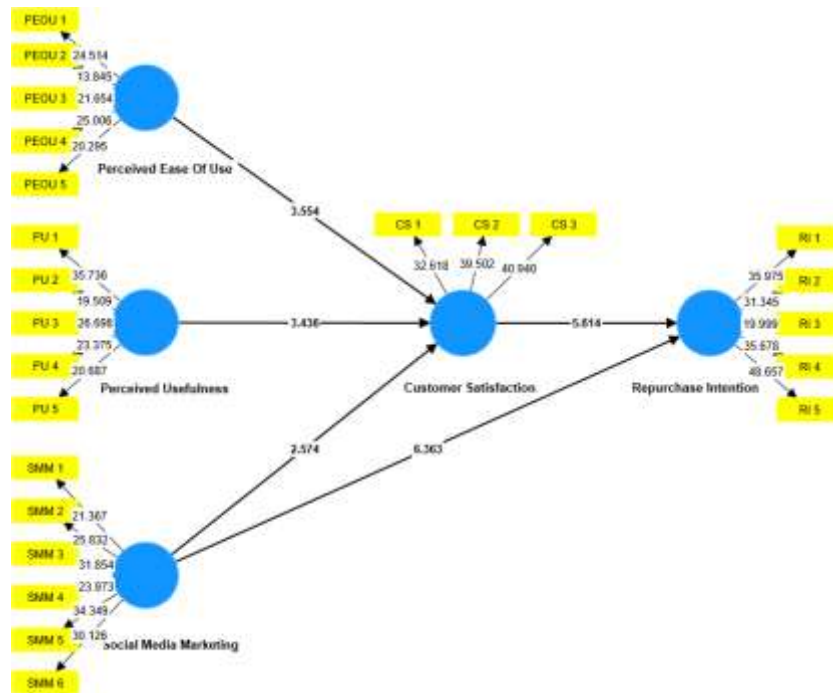 PEOU 1
PEOU 2
PEOU 3
PEOU 4
PEOU 5
24.514
13.845
21.654
25.006
20.295
Perceived Ease Of Use
3.554
PU 1
PU 2
PU 3
PU 4
PU 5
35.736
19.509
26.698
23.375
20.687
Perceived Usefulness
3.436
CS 1
CS 2
CS 3
32.618
39.502
40.940
Customer Satisfaction
5.614
RI 1
RI 2
RI 3
RI 4
RI 5
35.975
31.345
19.999
35.678
48.657
Repurchase Intention
2.574
6.363
SMM 1
SMM 2
SMM 3
SMM 4
SMM 5
SMM 6
21.367
25.832
31.854
23.973
34.349
30.126
Social Media Marketing